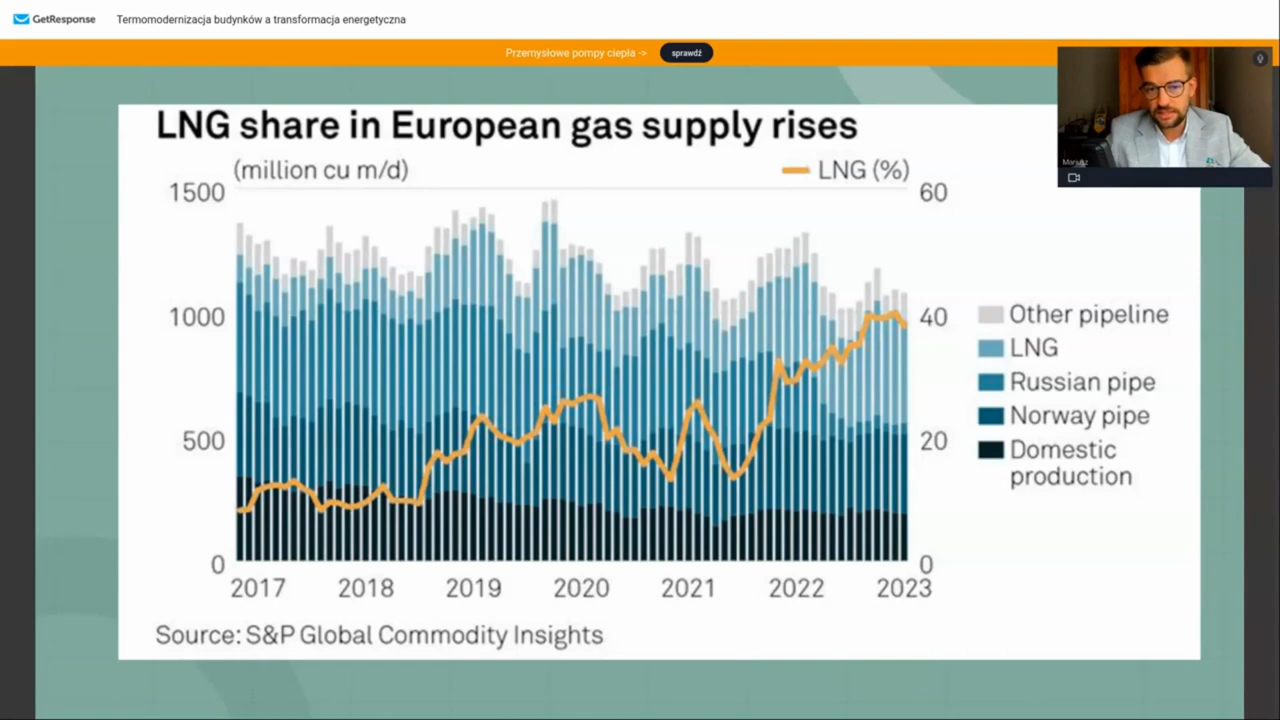 GetResponse
Termomodernizacja budynków a transformacja energetyczna
Przemysłowe pompy ciepła ->
sprawdź
Mariusz
LNG share in European gas supply rises
(million cu m/d)
LNG (%)
1500
60
1000
40
500
20
0
0
2017 2018 2019 2020 2021 2022 2023
Other pipeline
LNG
Russian pipe
Norway pipe
Domestic
production
Source: S&P Global Commodity Insights